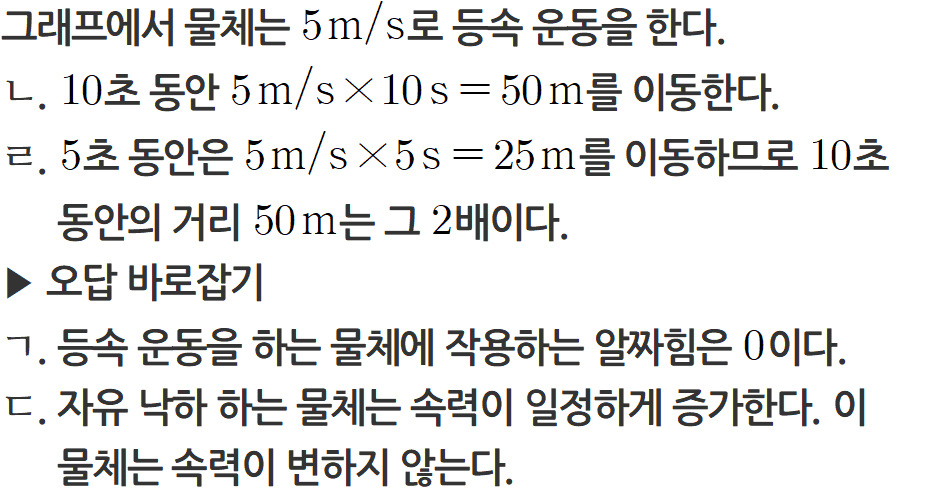 그래프에서 물체는 5 m/s로 등속 운동을 한다.
ㄴ. 10초 동안 5 m/s×10 s=50 m를 이동한다.
ㄹ. 5초 동안은 5 m/s×5 s=25 m를 이동하므로 10초
동안의 거리 50 m는 그 2배이다.
▶ 오답 바로잡기
ㄱ. 등속 운동을 하는 물체에 작용하는 알짜힘은 0이다.
ㄷ. 자유 낙하 하는 물체는 속력이 일정하게 증가한다. 이
물체는 속력이 변하지 않는다.